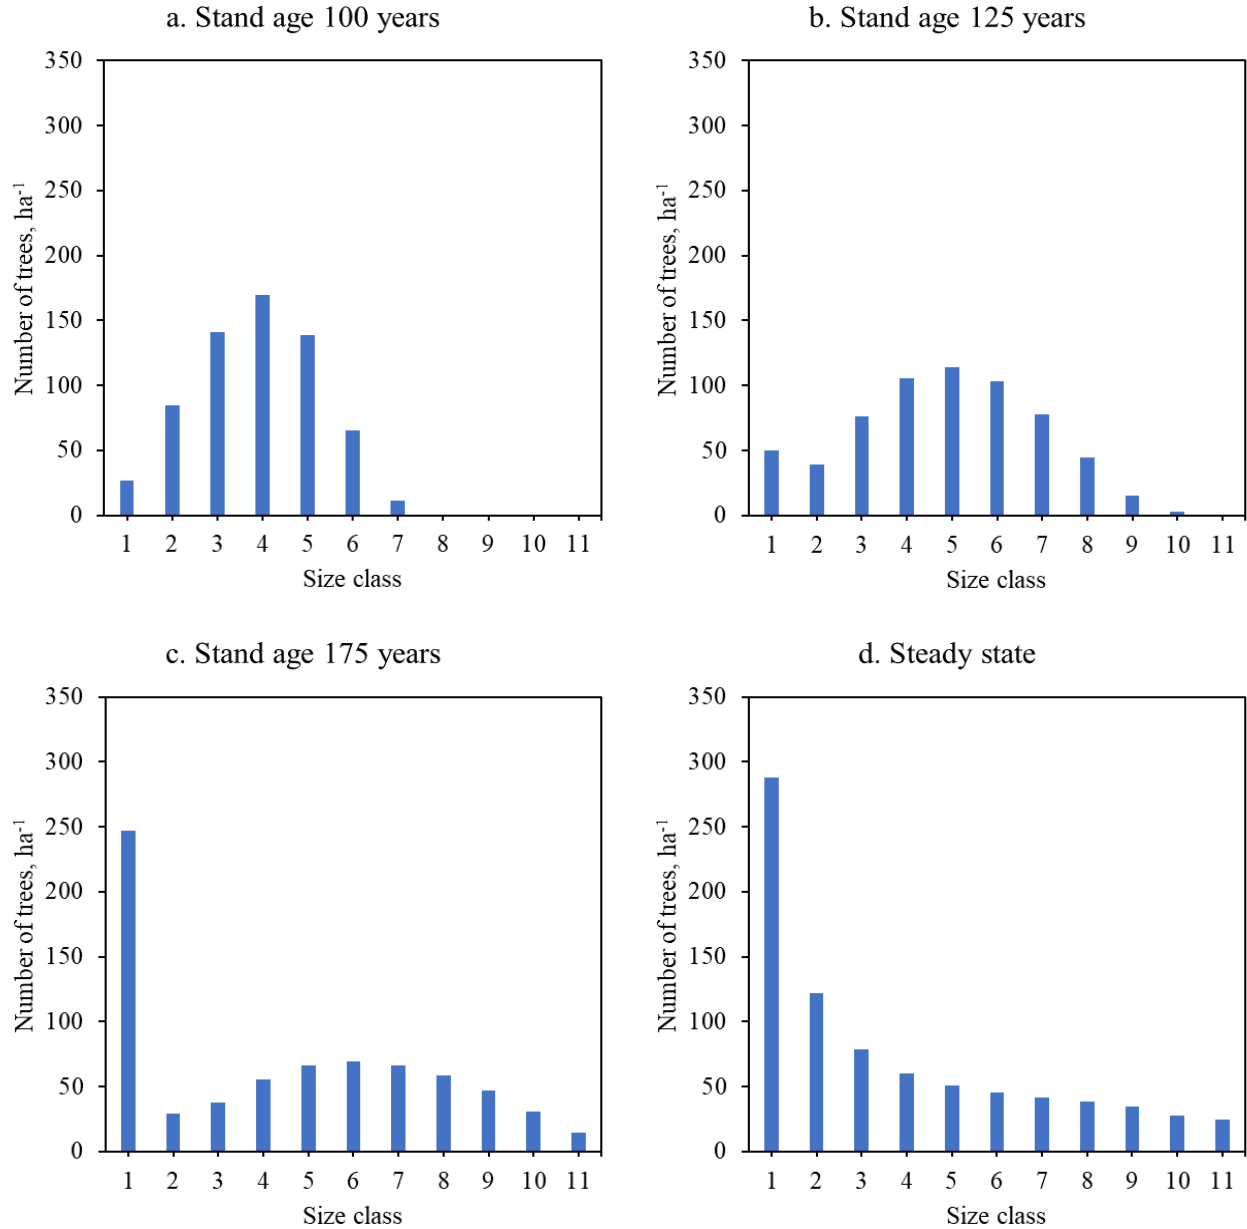 a. Stand age 100 years
350
300
250
200
150
100
50
0
Number of trees, ha-1
1 2 3 4 5 6 7 8 9 10 11
Size class
b. Stand age 125 years
350
300
250
200
150
100
50
0
Number of trees, ha-1
1 2 3 4 5 6 7 8 9 10 11
Size class
c. Stand age 175 years
350
300
250
200
150
100
50
0
Number of trees, ha-1
1 2 3 4 5 6 7 8 9 10 11
Size class
d. Steady state
350
300
250
200
150
100
50
0
Number of trees, ha-1
1 2 3 4 5 6 7 8 9 10 11
Size class